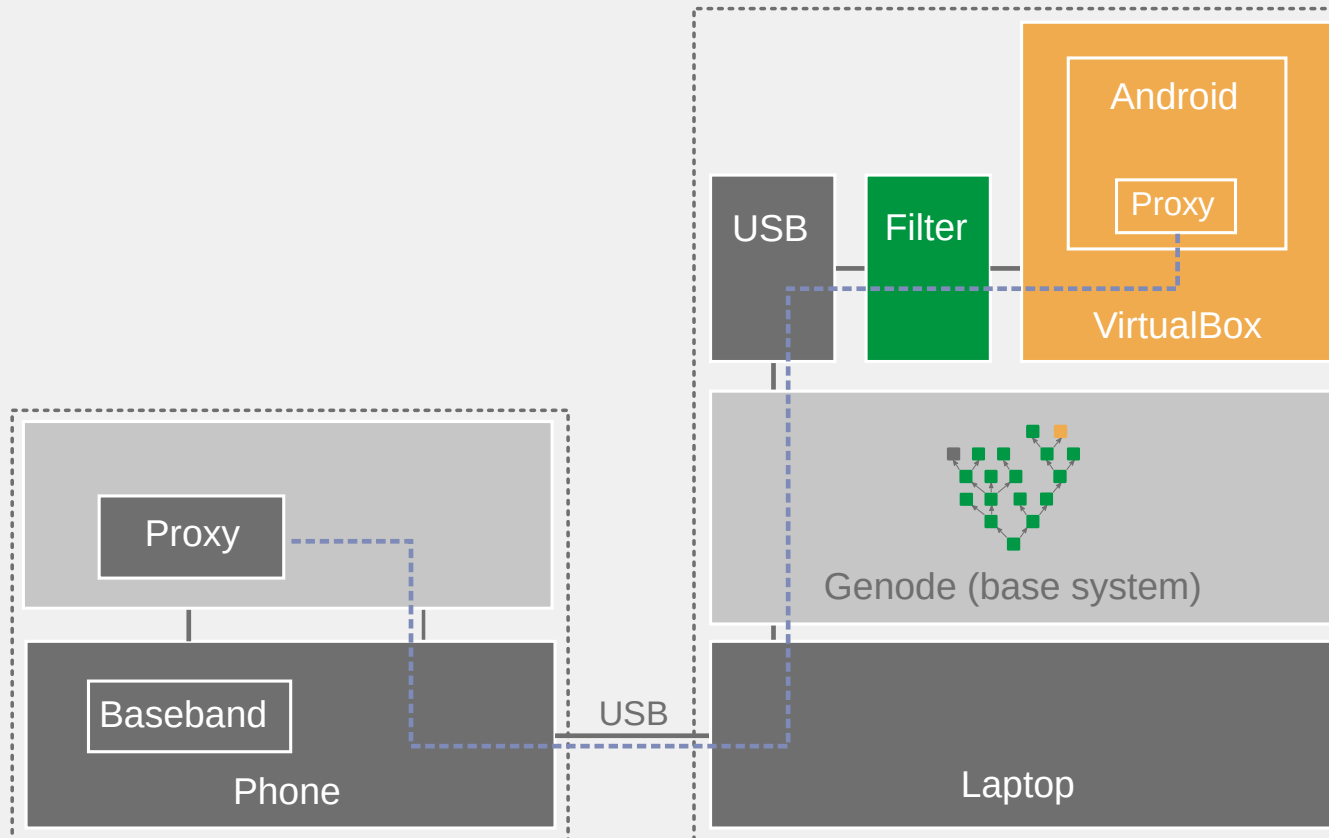 Android
Proxy
USB
Filter
VirtualBox
Proxy
Genode (base system)
Baseband
USB
Phone
Laptop